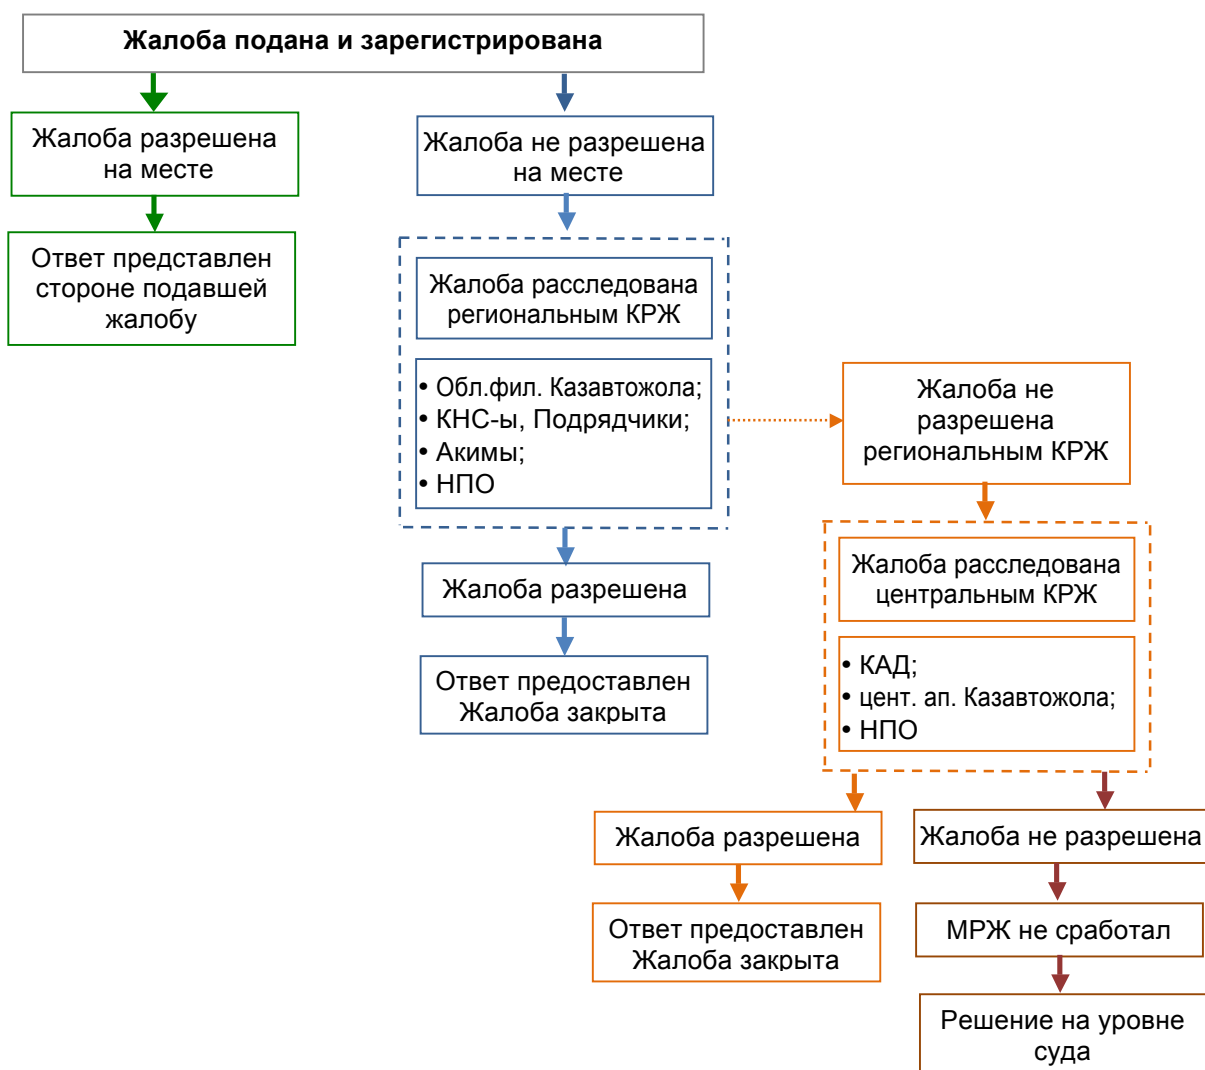 Жалоба подана и зарегистрирована
Жалоба разрешена
на месте
Ответ представлен
стороне подавшей
жалобу
Жалоба не разрешена
на месте
Жалоба расследована
региональным КРЖ
• Обл.фил. Казавтожола;
• КНС-ы, Подрядчики;
• Акимы;
• НПО
Жалоба разрешена
Ответ предоставлен
Жалоба закрыта
Жалоба не
разрешена
региональным КРЖ
Жалоба расследована
центральным КРЖ
• КАД;
• цент. ап. Казавтожола;
• НПО
Жалоба разрешена
Ответ предоставлен
Жалоба закрыта
Жалоба не разрешена
МРЖ не сработал
Решение на уровне
суда